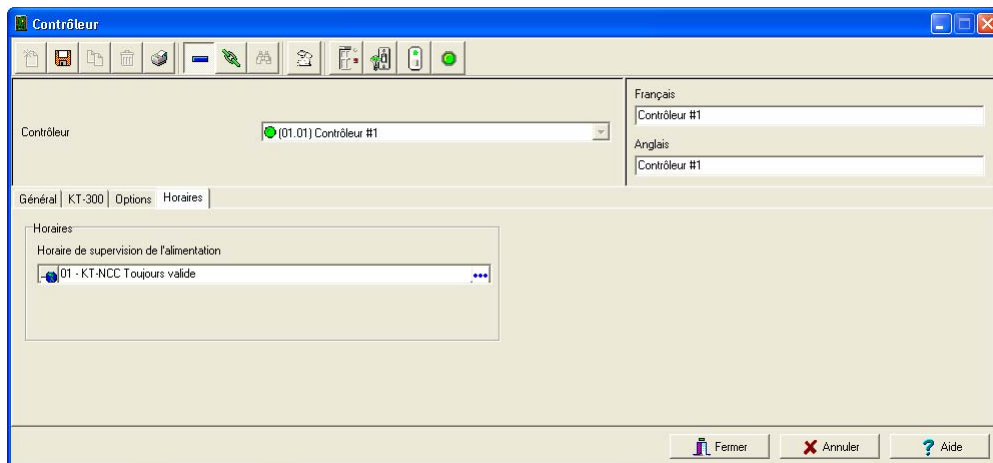 Contrôleur
Contrôleur
(01.01) Contrôleur #1
Français
Contrôleur #1
Anglais
Contrôleur #1
Général
KT-300
Options
Horaires
Horaires
Horaire de supervision de l'alimentation
01 - KT-NCC Toujours valide
Fermer
Annuler
Aide